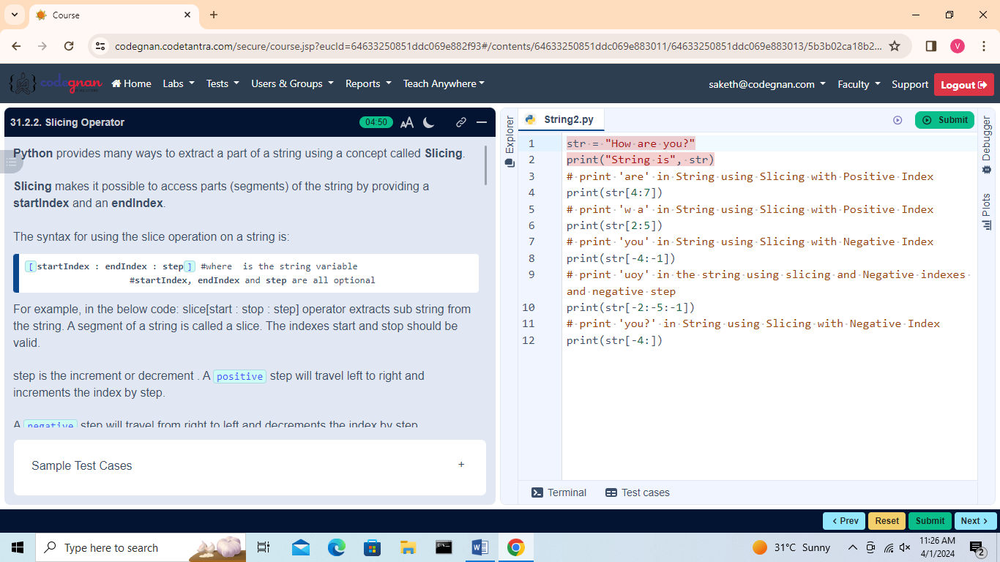 Course
codegnan.codetantra.com/secure/course.jsp?eucId=64633250851ddc069e882f93#/contents/64633250851ddc069e883011/64633250851ddc069e883013/5b3b02ca18b2...
V
codegnan
Home Labs Tests Users & Groups Reports Teach Anywhere
saketh@codegnan.com Faculty Support Logout
31.2.2. Slicing Operator 04:50 AA
Python provides many ways to extract a part of a string using a concept called Slicing.
Slicing makes it possible to access parts (segments) of the string by providing a
startIndex and an endIndex.
The syntax for using the slice operation on a string is:
[startIndex : endIndex : step] #where is the string variable
#startIndex, endIndex and step are all optional
For example, in the below code: slice[start : stop : step] operator extracts sub string from
the string. A segment of a string is called a slice. The indexes start and stop should be
valid.
step is the increment or decrement . A positive step will travel left to right and
increments the index by step.
A negative step will travel from right to left and decrements the index by step
Sample Test Cases +
Explorer
String2.py
Submit
Debugger
Plots
1 str = "How are you?"
2 print("String is", str)
3 # print 'are' in String using Slicing with Positive Index
4 print(str[4:7])
5 # print 'w a' in String using Slicing with Positive Index
6 print(str[2:5])
7 # print 'you' in String using Slicing with Negative Index
8 print(str[-4:-1])
9 # print 'uoy' in the string using slicing and Negative indexes
and negative step
10 print(str[-2:-5:-1])
11 # print 'you?' in String using Slicing with Negative Index
12 print(str[-4:])
Terminal Test cases
< Prev Reset Submit Next >
Type here to search
31°C Sunny
11:26 AM
4/1/2024
2